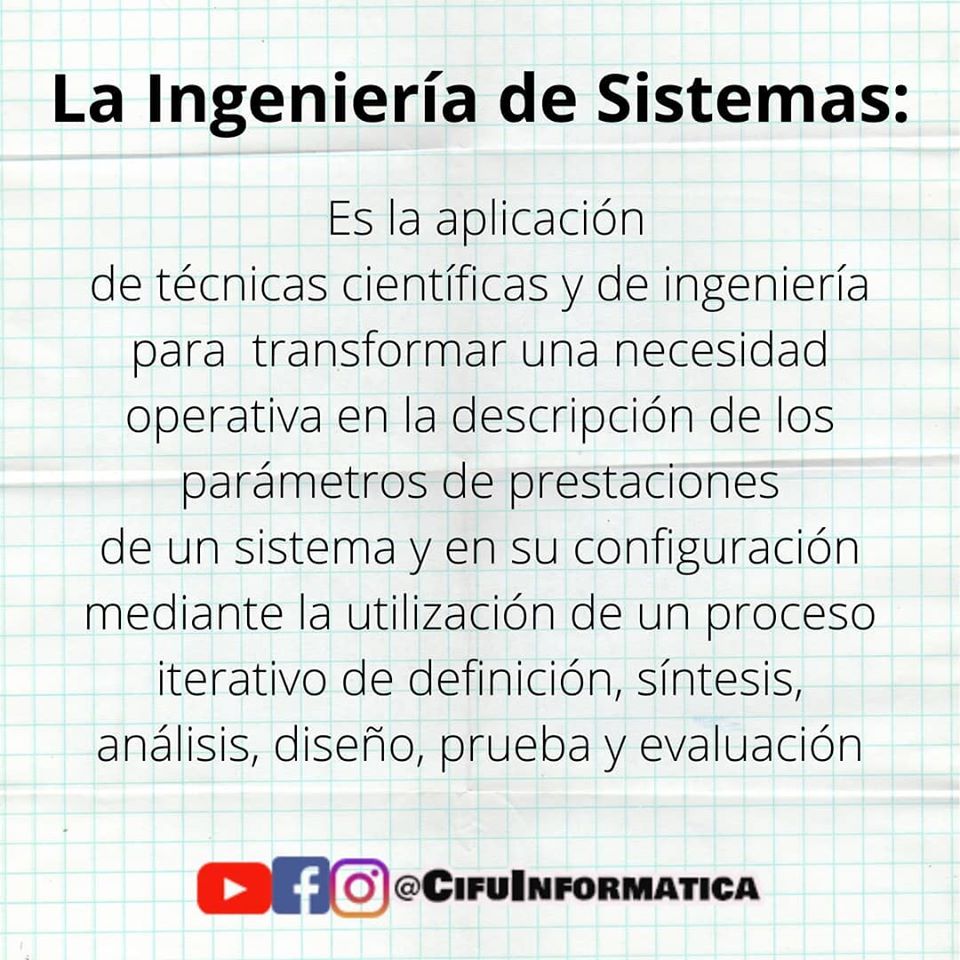 La Ingeniería de Sistemas:
Es la aplicación
de técnicas científicas y de ingeniería
para transformar una necesidad
operativa en la descripción de los
parámetros de prestaciones
de un sistema y en su configuración
mediante la utilización de un proceso
iterativo de definición, síntesis,
análisis, diseño, prueba y evaluación
@CIFUINFORMATICA